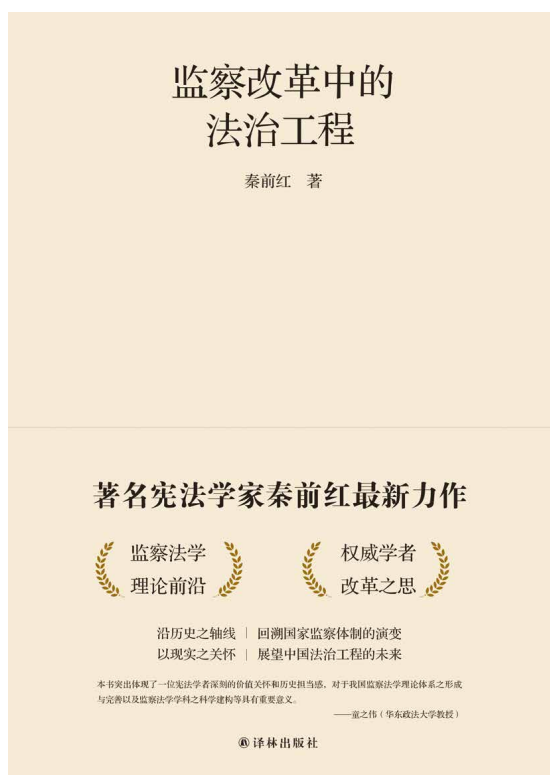 监察改革中的
法治工程
秦前红 著
著名宪法学家秦前红最新力作
监察法学 权威学者
理论前沿 改革之思
沿历史之轴线 | 回溯国家监察体制的演变
以现实之关怀 | 展望中国法治工程的未来
本书突出体现了一位宪法学者深刻的价值关怀和历史担当感，对于我国监察法学理论体系之形成
与完善以及监察法学学科之科学建构等具有重要意义。
——童之伟（华东政法大学教授）
译林出版社